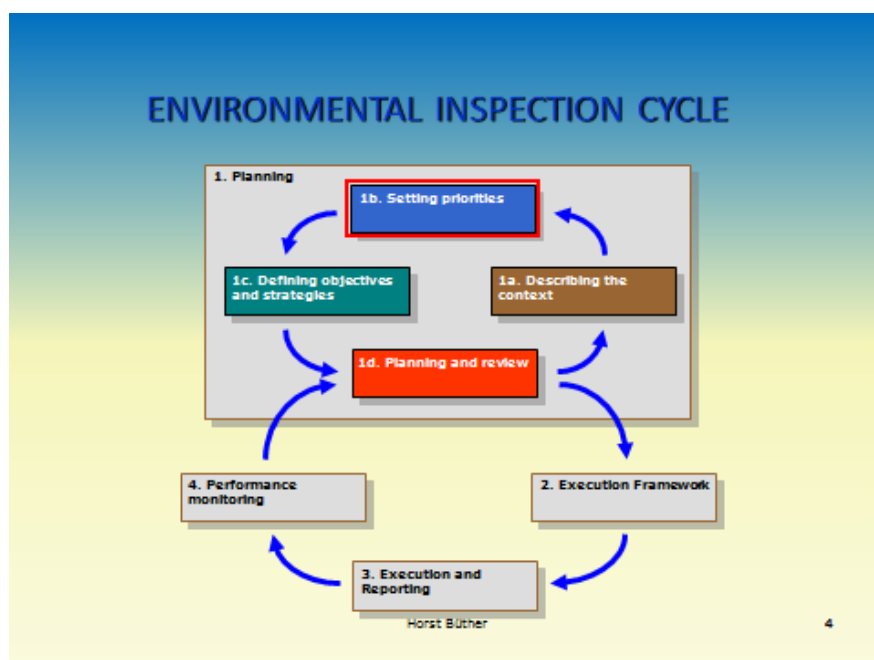 ENVIRONMENTAL INSPECTION CYCLE
1. Planning
1b. Setting priorities
1c. Defining objectives
and strategies
1a. Describing the
context
1d. Planning and review
4. Performance
monitoring
2. Execution Framework
3. Execution and
Reporting
Horst Büther
4